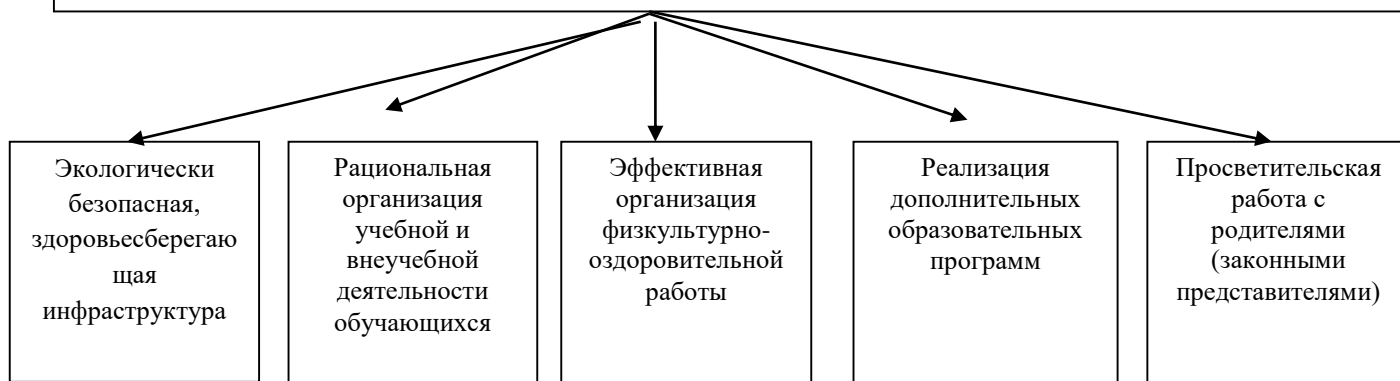 Экологически
безопасная,
здоровьесберегаю
щая
инфраструктура
Рациональная
организация
учебной и
внеучебной
деятельности
обучающихся
Эффективная
организация
физкультурно-
оздоровительной
работы
Реализация
дополнительных
образовательных
программ
Просветительская
работа с
родителями
(законными
представителями)